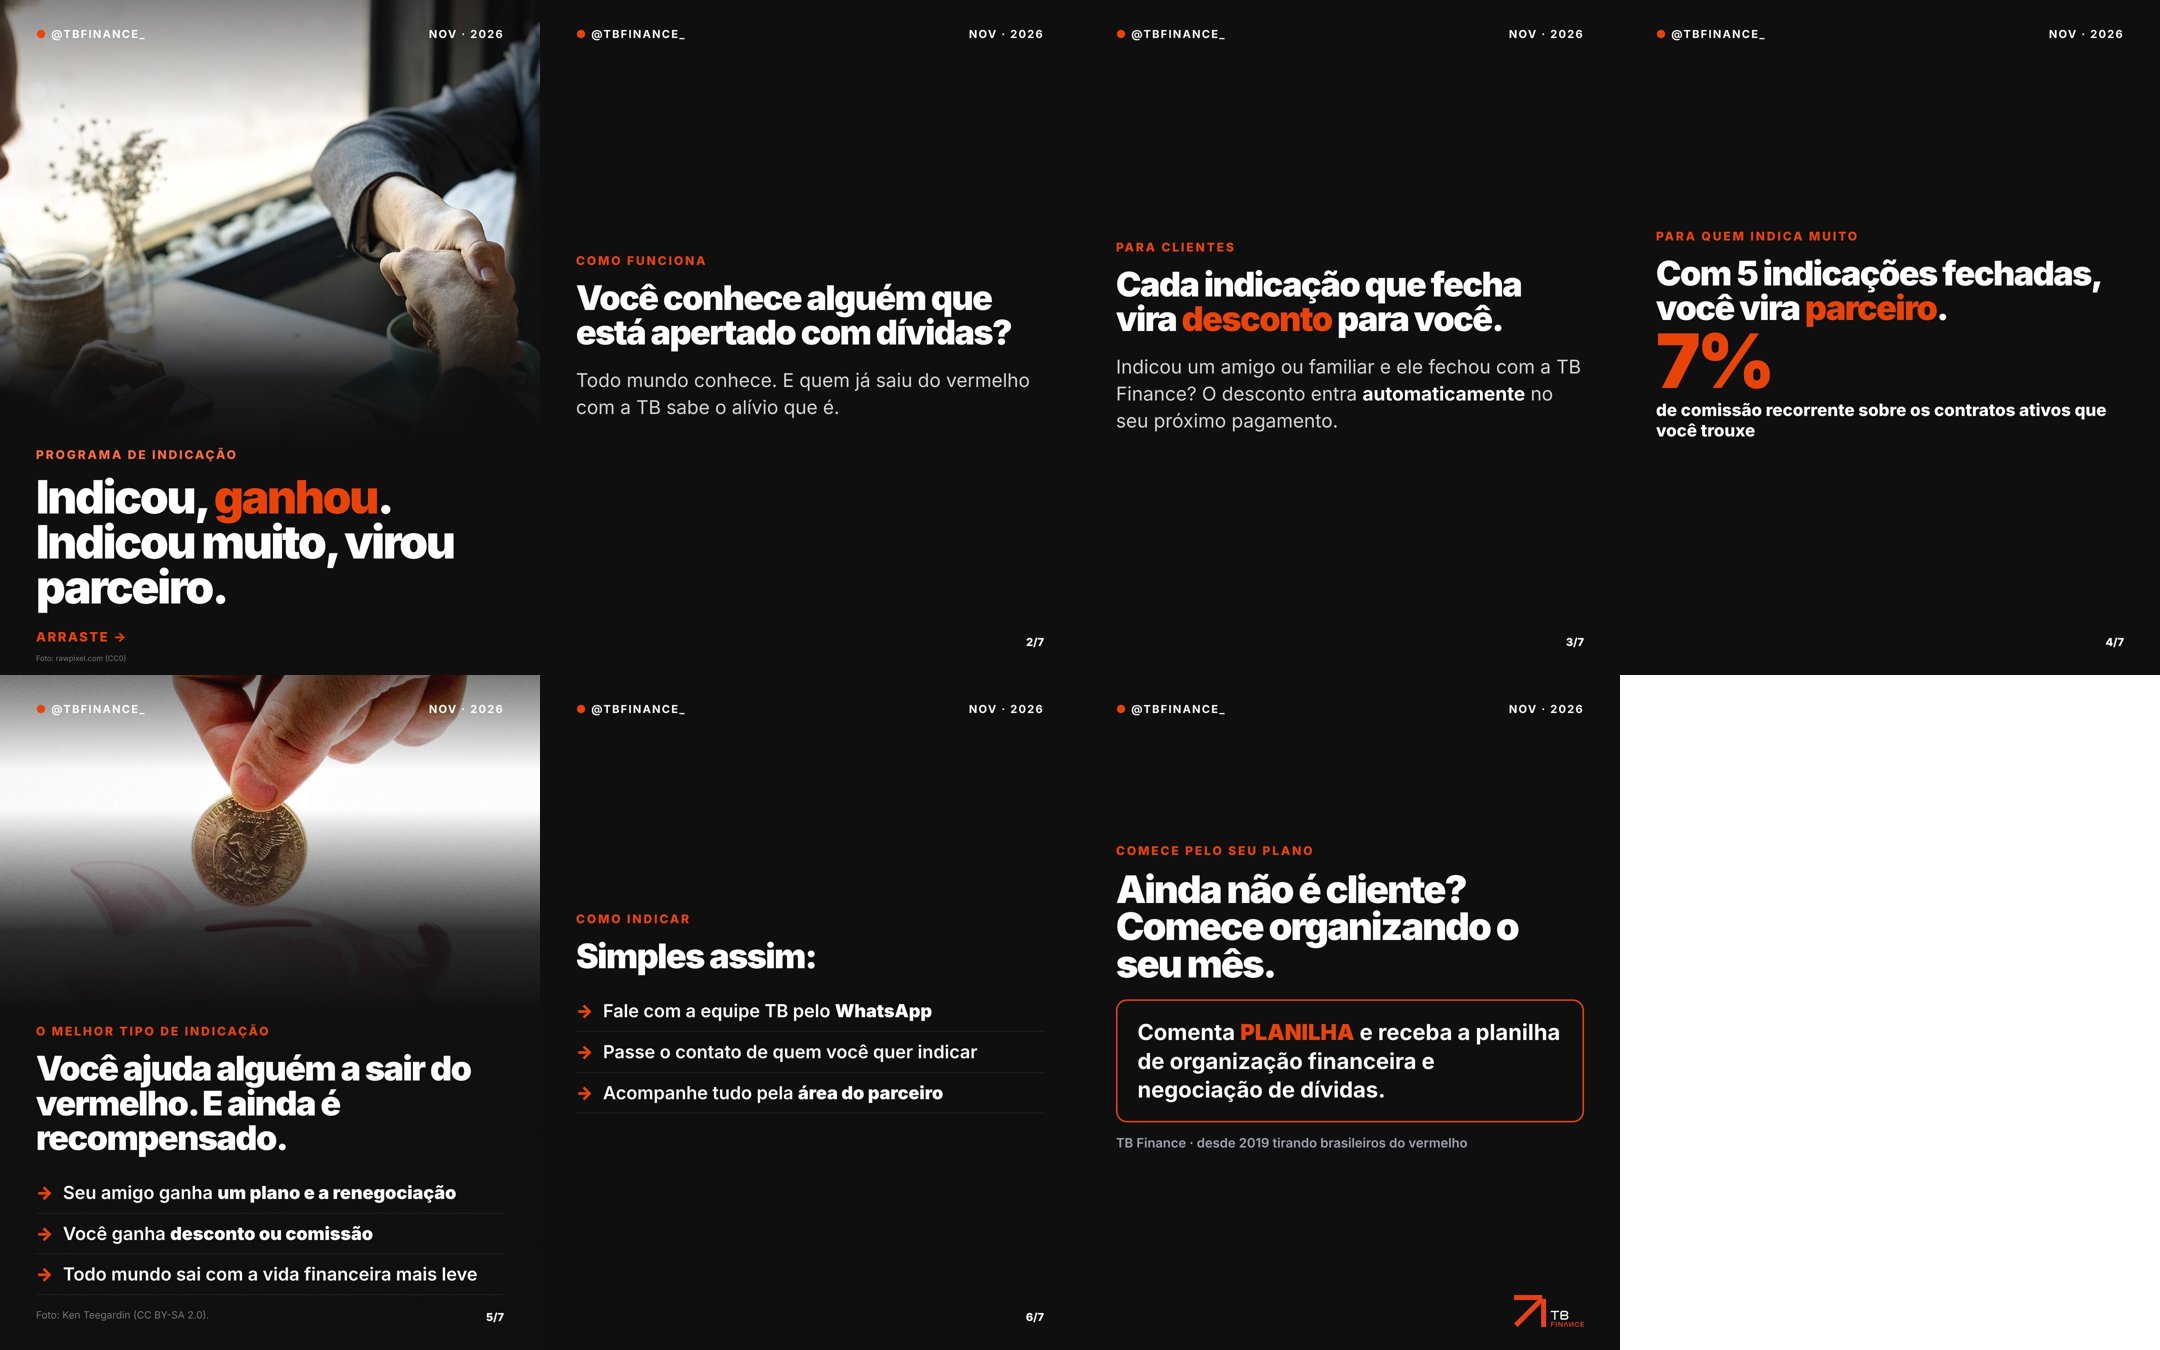 @TBFINANCE_
NOV · 2026
PROGRAMA DE INDICAÇÃO
Indicou, ganhou.
Indicou muito, virou
parceiro.
ARRASTE →
Foto: rawpixel.com (CC0)
@TBFINANCE_
NOV · 2026
COMO FUNCIONA
Você conhece alguém que
está apertado com dívidas?
Todo mundo conhece. E quem já saiu do vermelho
com a TB sabe o alívio que é.
2/7
@TBFINANCE_
NOV · 2026
PARA CLIENTES
Cada indicação que fecha
vira desconto para você.
Indicou um amigo ou familiar e ele fechou com a TB
Finance? O desconto entra automaticamente no
seu próximo pagamento.
3/7
@TBFINANCE_
NOV · 2026
PARA QUEM INDICA MUITO
Com 5 indicações fechadas,
você vira parceiro.
7%
de comissão recorrente sobre os contratos ativos que
você trouxe
4/7
@TBFINANCE_
NOV · 2026
O MELHOR TIPO DE INDICAÇÃO
Você ajuda alguém a sair do
vermelho. E ainda é
recompensado.
→ Seu amigo ganha um plano e a renegociação
→ Você ganha desconto ou comissão
→ Todo mundo sai com a vida financeira mais leve
Foto: Ken Teegardin (CC BY-SA 2.0).
5/7
@TBFINANCE_
NOV · 2026
COMO INDICAR
Simples assim:
→ Fale com a equipe TB pelo WhatsApp
→ Passe o contato de quem você quer indicar
→ Acompanhe tudo pela área do parceiro
6/7
@TBFINANCE_
NOV · 2026
COMECE PELO SEU PLANO
Ainda não é cliente?
Comece organizando o
seu mês.
Comenta PLANILHA e receba a planilha
de organização financeira e
negociação de dívidas.
TB Finance · desde 2019 tirando brasileiros do vermelho
TB
FINANCE